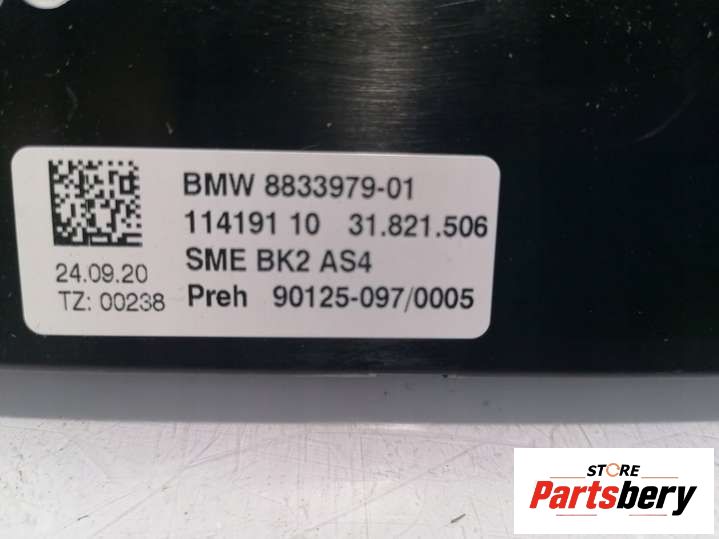 BMW 8833979-01
114191 10 31.821.506
SME BK2 AS4
24.09.20
TZ: 00238
Preh 90125-097/0005
STORE
Partsbery